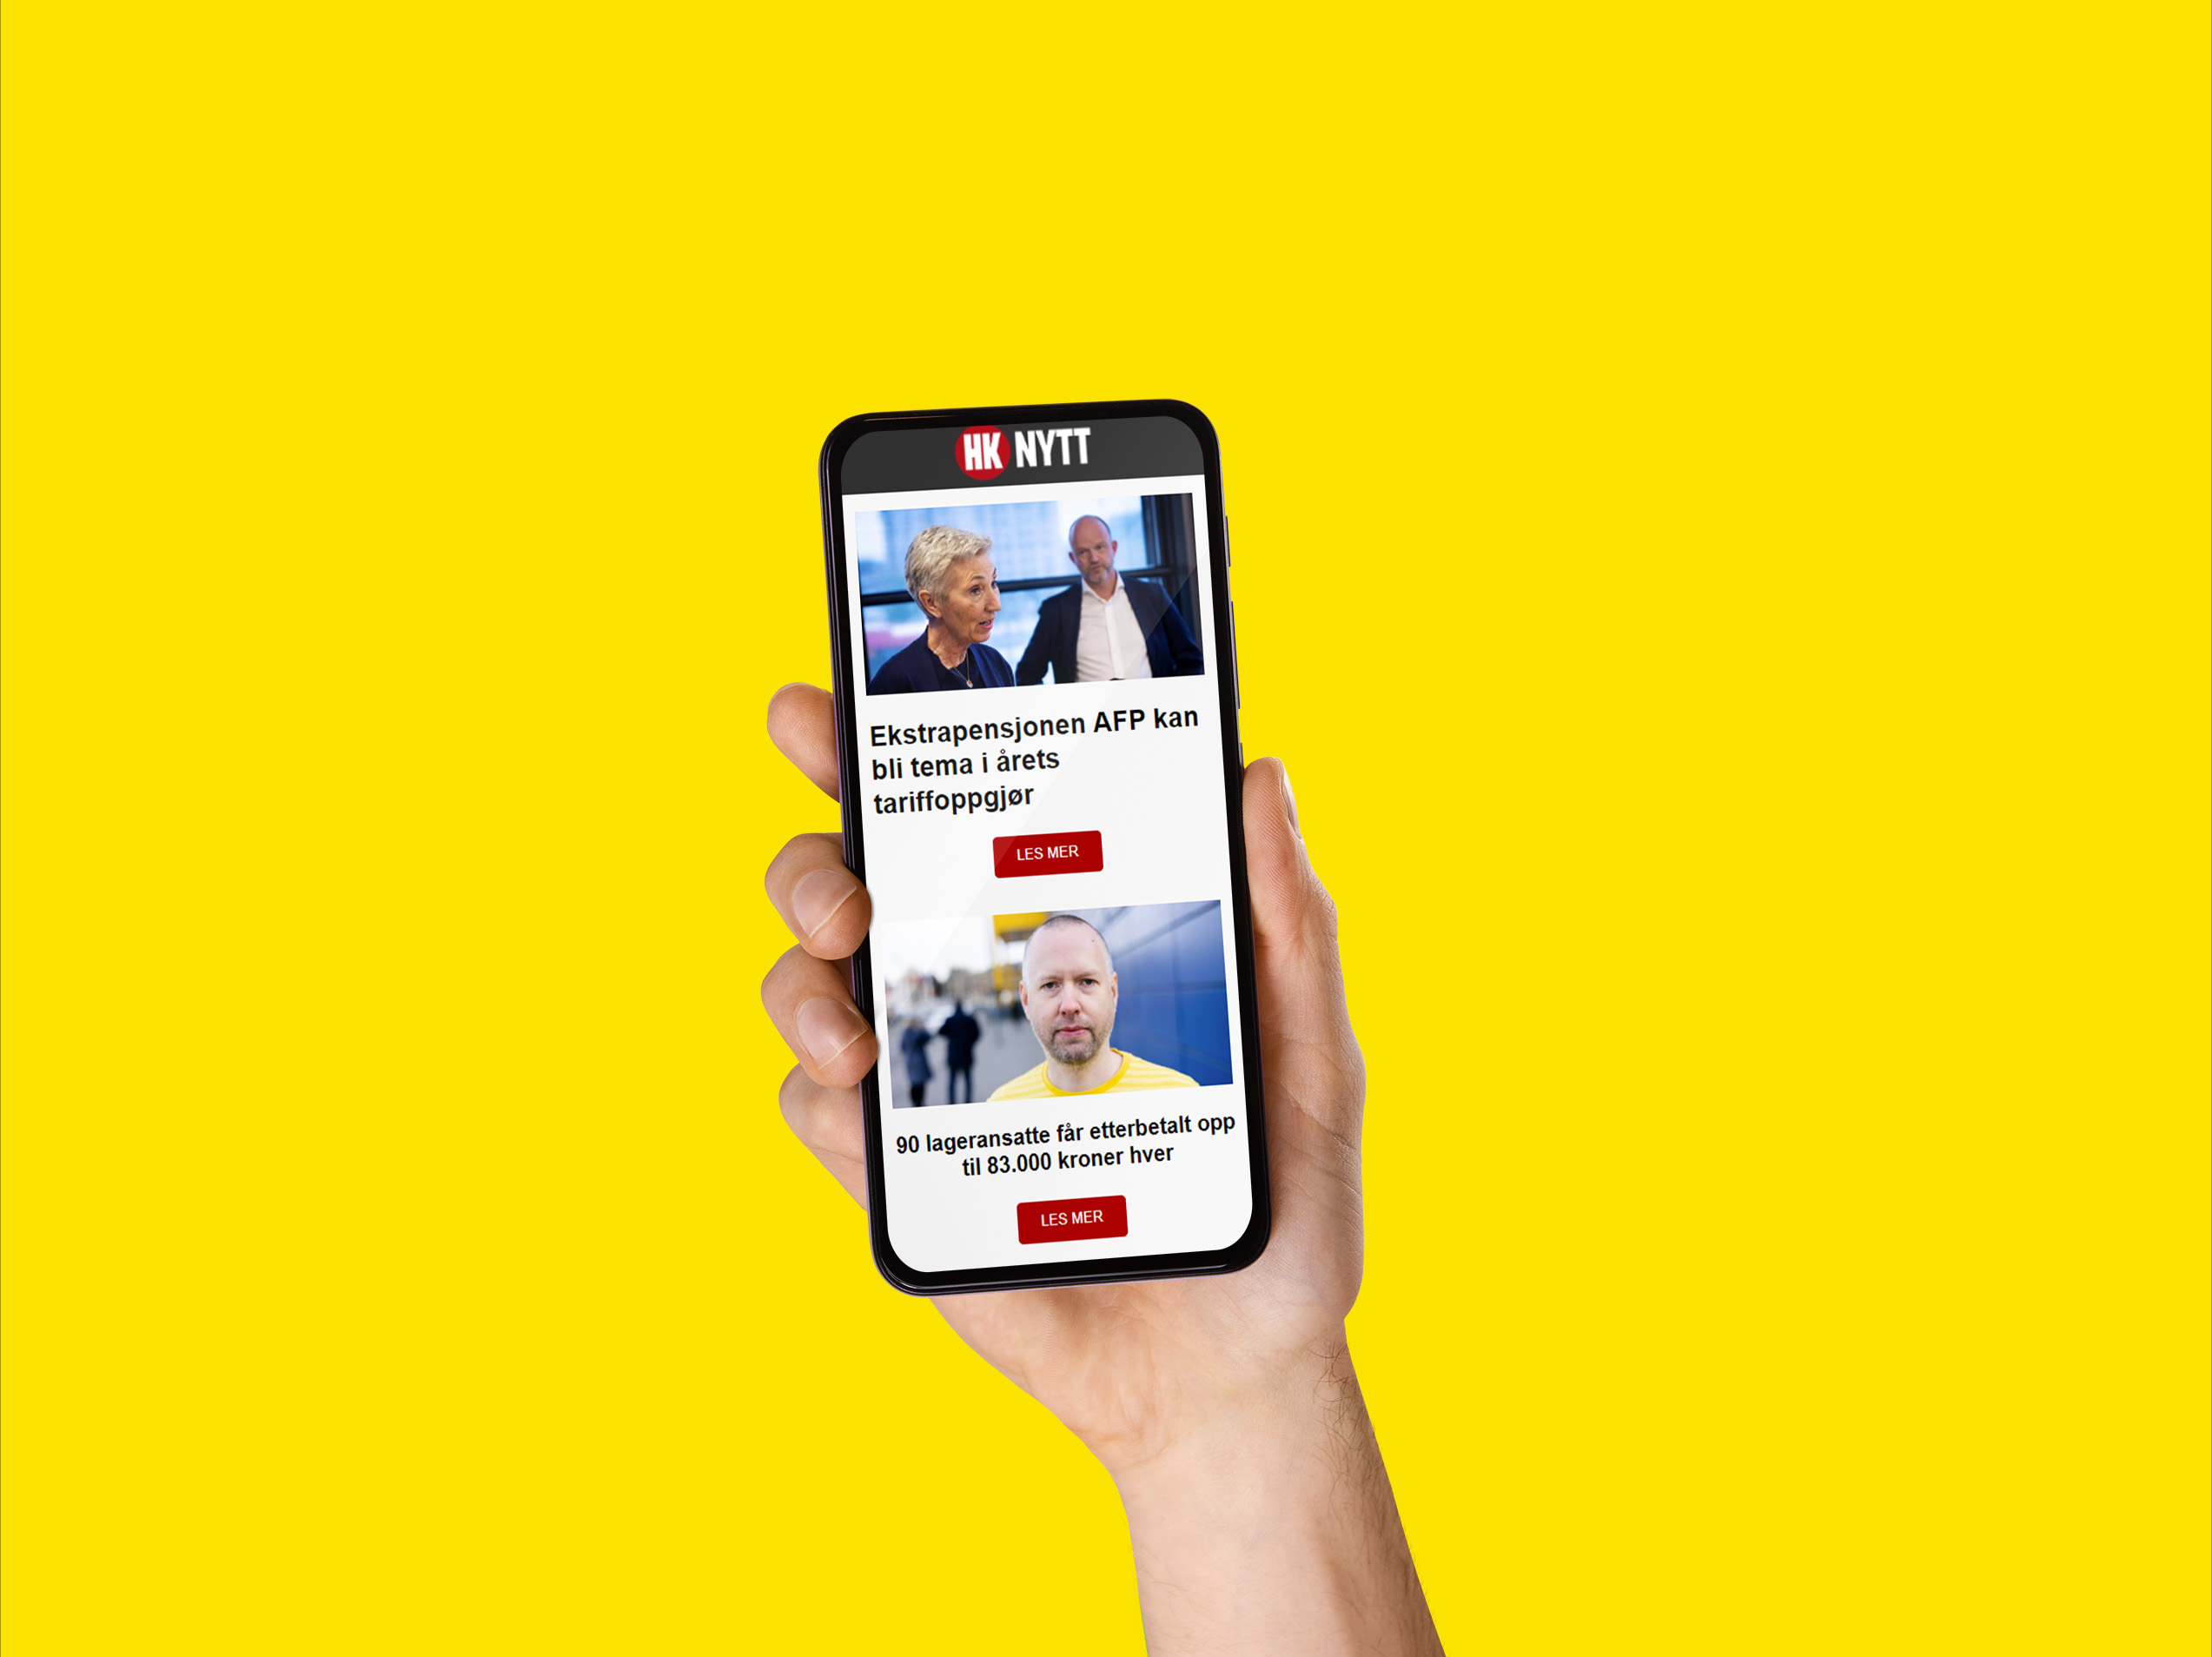 HK NYTT
Ekstrapensjonen AFP kan
bli tema i årets
tariffoppgjør
LES MER
90 lageransatte får etterbetalt opp
til 83.000 kroner hver
LES MER